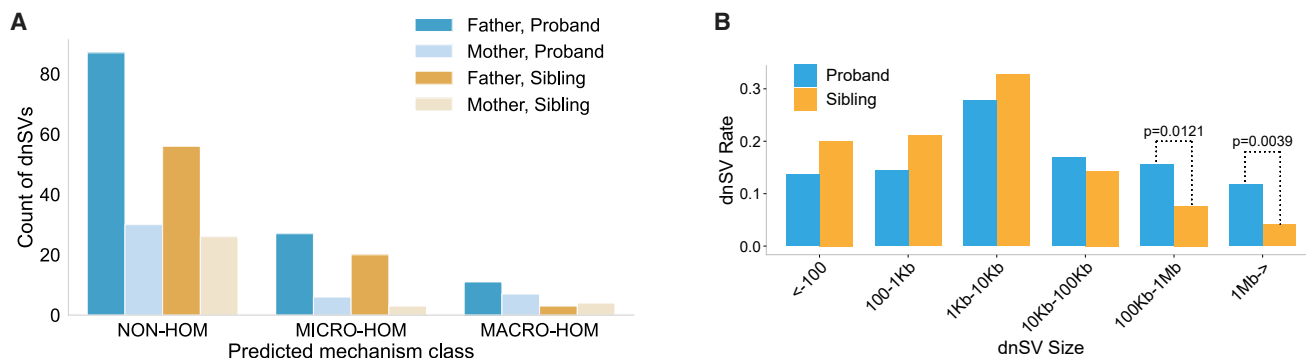 A
Count of dnSVs
80
60
40
20
0
Father, Proband
Mother, Proband
Father, Sibling
Mother, Sibling
NON-HOM
MICRO-HOM
MACRO-HOM
Predicted mechanism class
B
dnSV Rate
0.3
0.2
0.1
0.0
Proband
Sibling
p=0.0121
p=0.0039
<-100
100-1Kb
1Kb-10Kb
10Kb-100Kb
100Kb-1Mb
1Mb->
dnSV Size